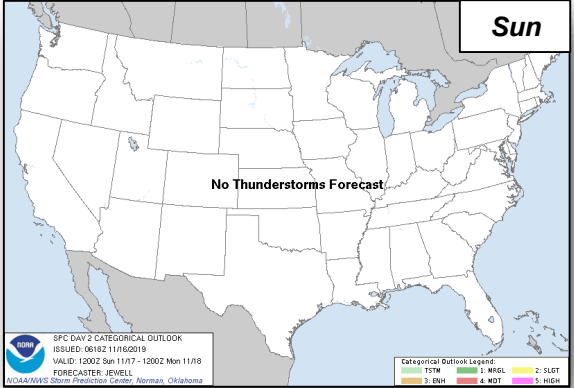 Sun
No Thunderstorms Forecast
SPC DAY 2 CATEGORICAL OUTLOOK
ISSUED: 0618Z 11/16/2019
VALID: 1200Z Sun 11/17 - 1200Z Mon 11/18
FORECASTER: JEWELL
NOAA/NWS Storm Prediction Center, Norman, Oklahoma
NOAA
Categorical Outlook Legend:
TSTM 1: MRGL 2: SLGT
3: ENH 4: MDT 5: HIGH